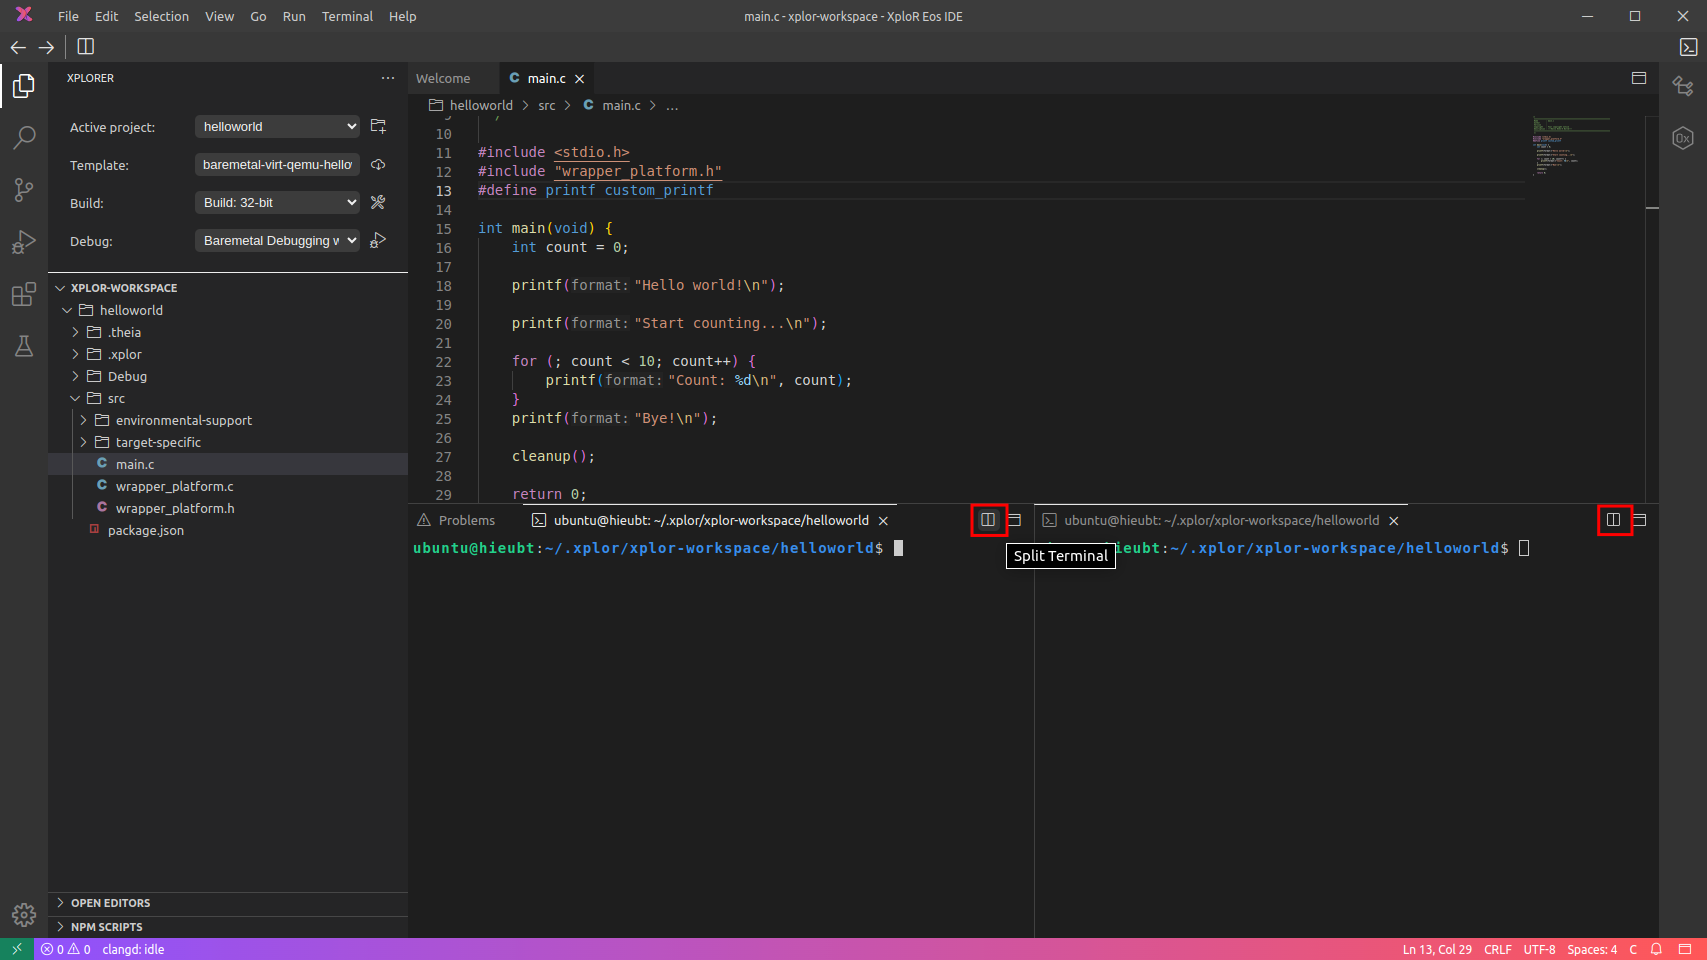 File Edit Selection View Go Run Terminal Help
main.c - xplor-workspace - XploR Eos IDE
XPLORER
Active project: helloworld
Template: baremetal-virt-qemu-hello
Build: Build: 32-bit
Debug: Baremetal Debugging w
XPLOR-WORKSPACE
helloworld
.theia
.xplor
Debug
src
environmental-support
target-specific
main.c
wrapper_platform.c
wrapper_platform.h
package.json
OPEN EDITORS
NPM SCRIPTS
Welcome main.c
helloworld > src > C main.c > ...
10
11 #include <stdio.h>
12 #include "wrapper_platform.h"
13 #define printf custom_printf
14
15 int main(void) {
16 int count = 0;
17
18 printf(format: "Hello world!\n");
19
20 printf(format: "Start counting...\n");
21
22 for (; count < 10; count++) {
23 printf(format: "Count: %d\n", count);
24 }
25 printf(format: "Bye!\n");
26
27 cleanup();
28
29 return 0;
Problems ubuntu@hieubt: ~/.xplor/xplor-workspace/helloworld
ubuntu@hieubt:~/.xplor/xplor-workspace/helloworld$
Split Terminal
ubuntu@hieubt: ~/.xplor/xplor-workspace/helloworld
ieubt:~/.xplor/xplor-workspace/helloworld$
0x
0 0 clangd: idle
Ln 13, Col 29 CRLF UTF-8 Spaces: 4 C